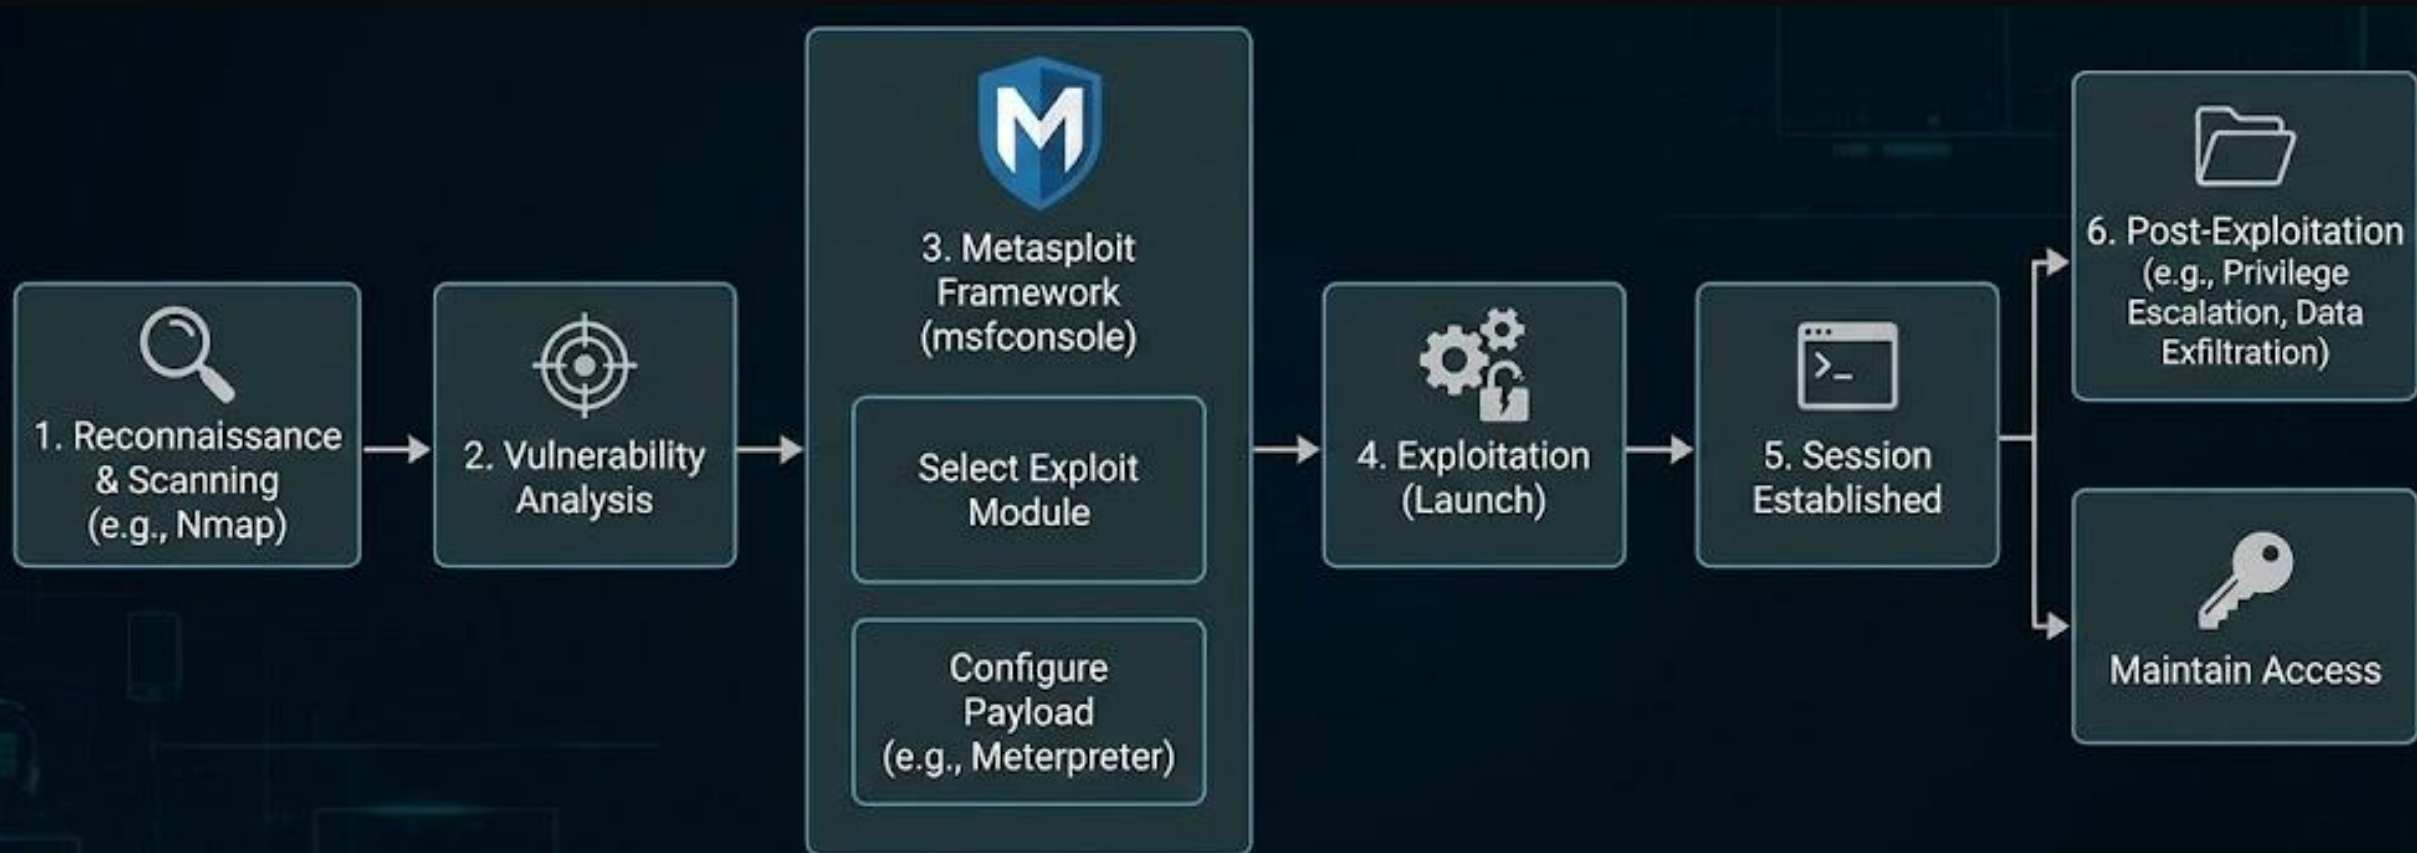 1. Reconnaissance
& Scanning
(e.g., Nmap)
2. Vulnerability
Analysis
M
3. Metasploit
Framework
(msfconsole)
Select Exploit
Module
Configure
Payload
(e.g., Meterpreter)
4. Exploitation
(Launch)
>_
5. Session
Established
6. Post-Exploitation
(e.g., Privilege
Escalation, Data
Exfiltration)
Maintain Access